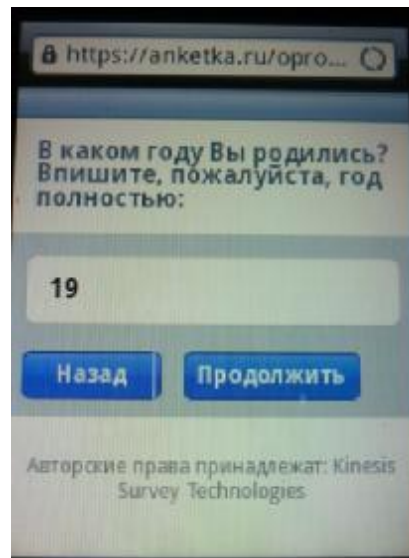 https://anketka.ru/opro...
В каком году Вы родились?
Впишите, пожалуйста, год
полностью:
19
Назад Продолжить
Авторские права принадлежат: Kinesis
Survey Technologies